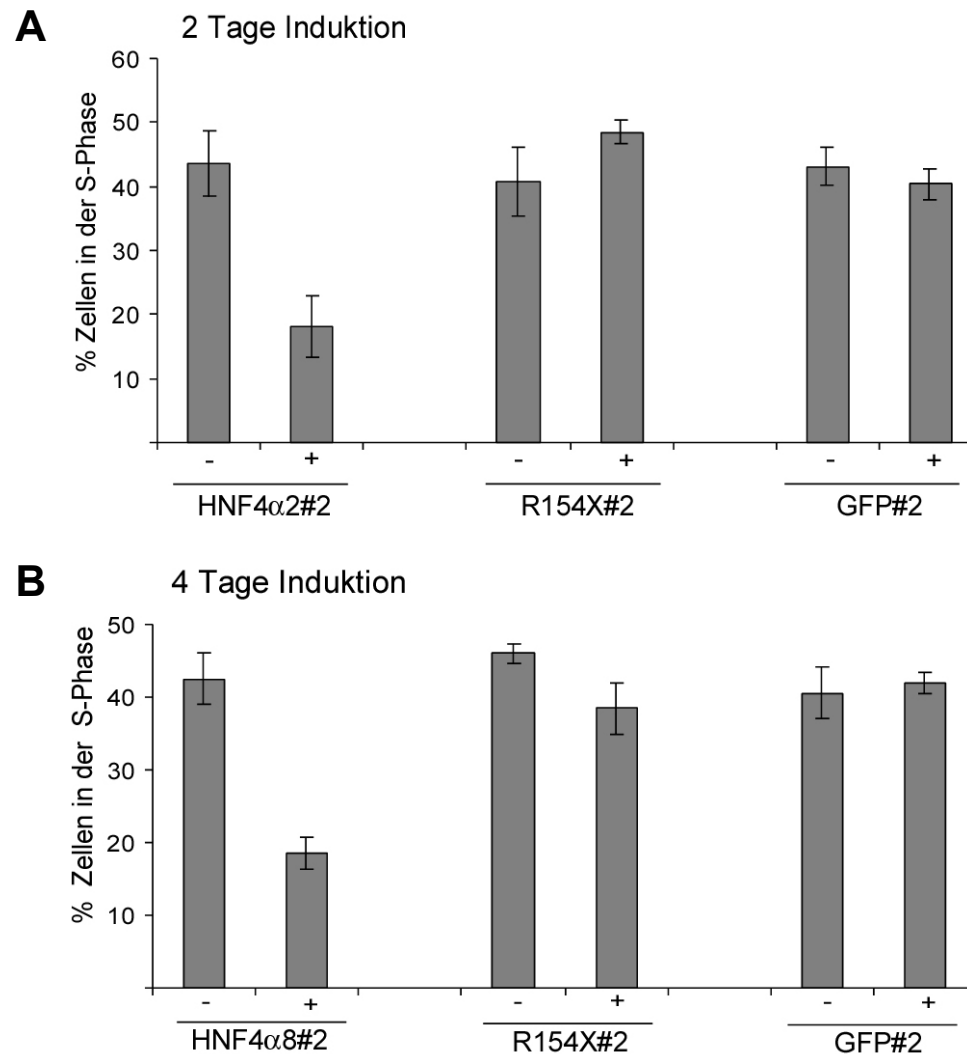 A
2 Tage Induktion
% Zellen in der S-Phase
60
50
40
30
20
10
- + - + - +
HNF4α2#2 R154X#2 GFP#2
B
4 Tage Induktion
% Zellen in der S-Phase
50
40
30
20
10
- + - + - +
HNF4α8#2 R154X#2 GFP#2